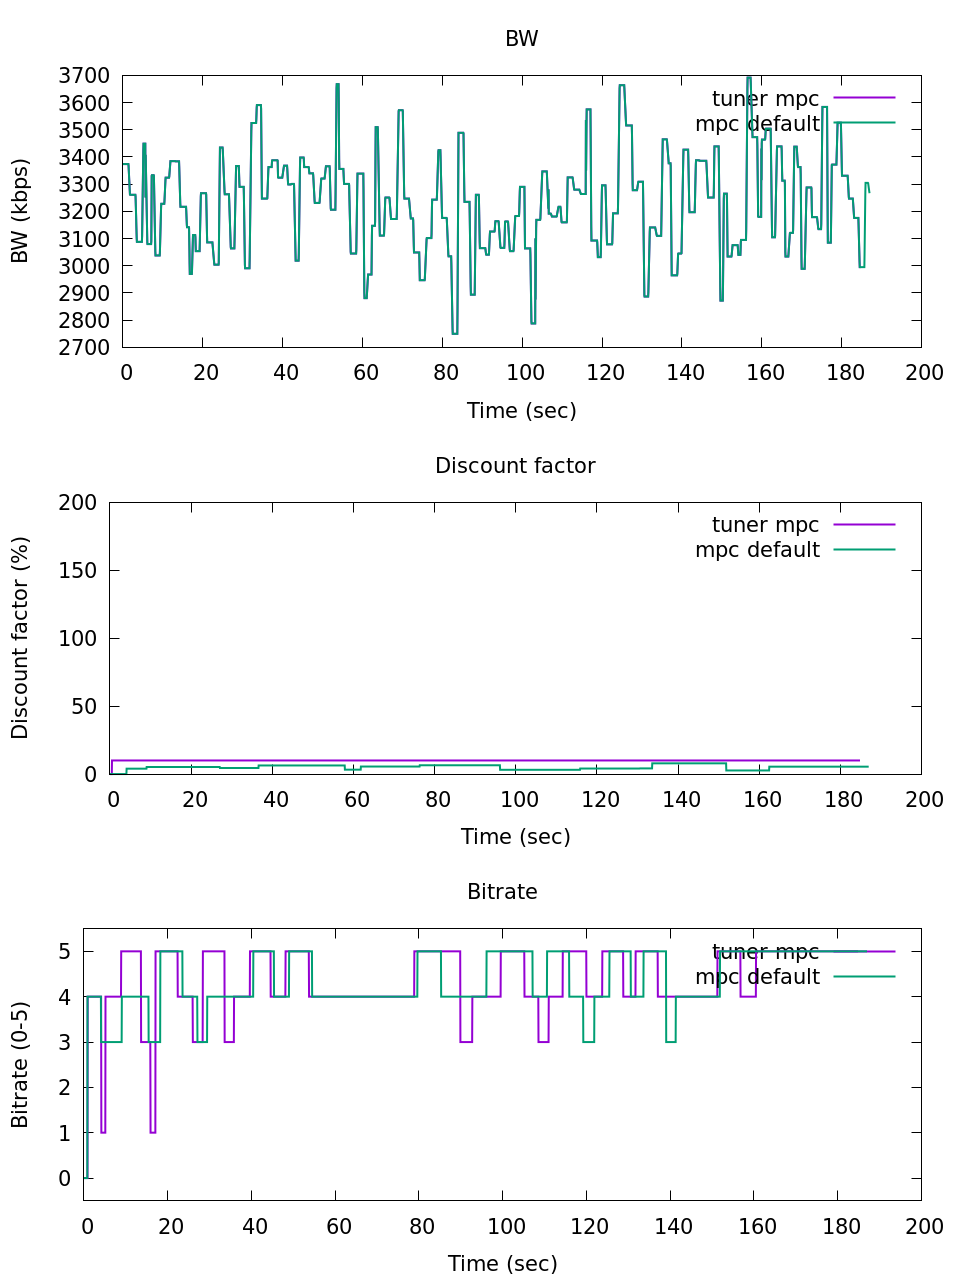 BW
3700
3600
3500
3400
3300
3200
3100
3000
2900
2800
2700
BW (kbps)
tuner mpc
mpc default
0 20 40 60 80 100 120 140 160 180 200
Time (sec)
Discount factor
200
150
100
50
0
Discount factor (%)
tuner mpc
mpc default
0 20 40 60 80 100 120 140 160 180 200
Time (sec)
Bitrate
5
4
3
2
1
0
Bitrate (0-5)
tuner mpc
mpc default
0 20 40 60 80 100 120 140 160 180 200
Time (sec)